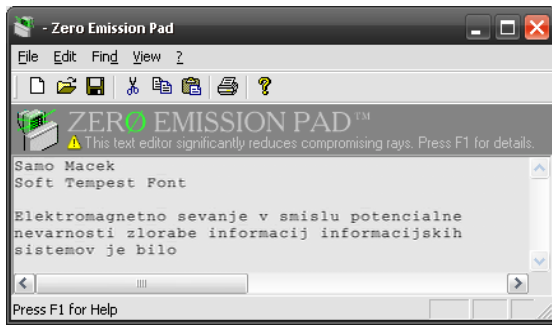 - Zero Emission Pad
File Edit Find View ?
ZERØ EMISSION PAD™
This text editor significantly reduces compromising rays. Press F1 for details.
Samo Macek
Soft Tempest Font
Elektromagnetno sevanje v smislu potencialne
nevarnosti zlorabe informacij informacijskih
sistemov je bilo
Press F1 for Help